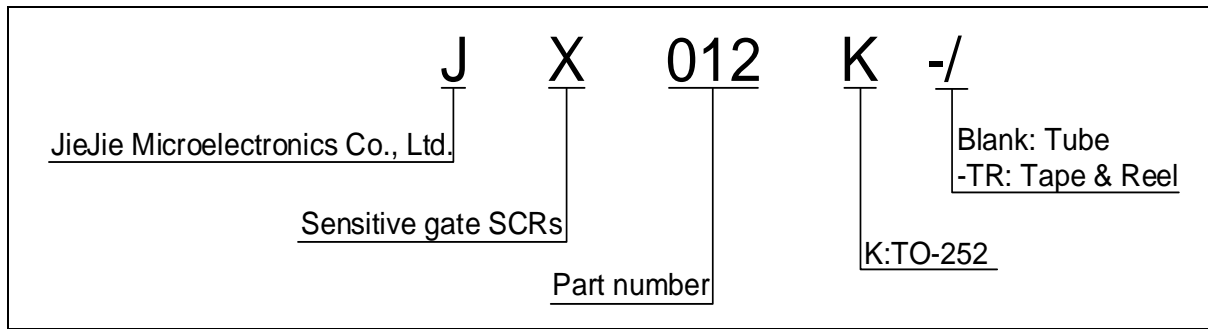 J X 012 K -/
JieJie Microelectronics Co., Ltd.
Blank: Tube
-TR: Tape & Reel
Sensitive gate SCRs
K:TO-252
Part number